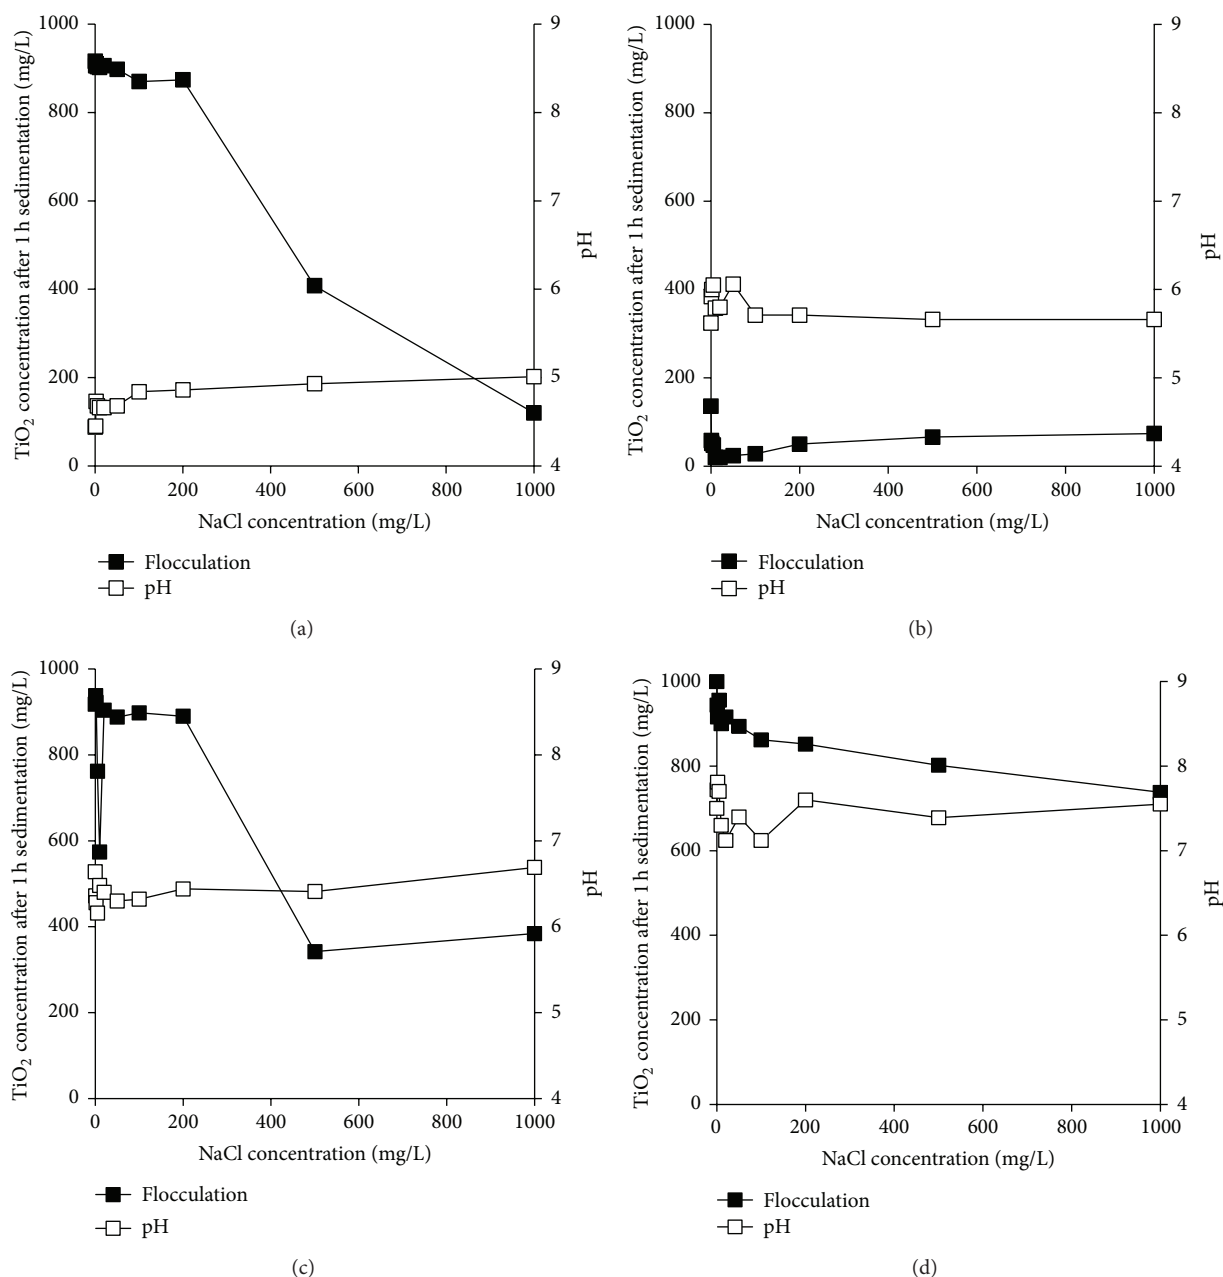 1000
800
600
400
200
0
TiO2 concentration after 1 h sedimentation (mg/L)
9
8
7
6
5
4
pH
0 200 400 600 800 1000
NaCl concentration (mg/L)
Flocculation
pH
(a)
1000
800
600
400
200
0
TiO2 concentration after 1 h sedimentation (mg/L)
9
8
7
6
5
4
pH
0 200 400 600 800 1000
NaCl concentration (mg/L)
Flocculation
pH
(b)
1000
800
600
400
200
0
TiO2 concentration after 1 h sedimentation (mg/L)
9
8
7
6
5
4
pH
0 200 400 600 800 1000
NaCl concentration (mg/L)
Flocculation
pH
(c)
1000
800
600
400
200
0
TiO2 concentration after 1 h sedimentation (mg/L)
9
8
7
6
5
4
pH
0 200 400 600 800 1000
NaCl concentration (mg/L)
Flocculation
pH
(d)